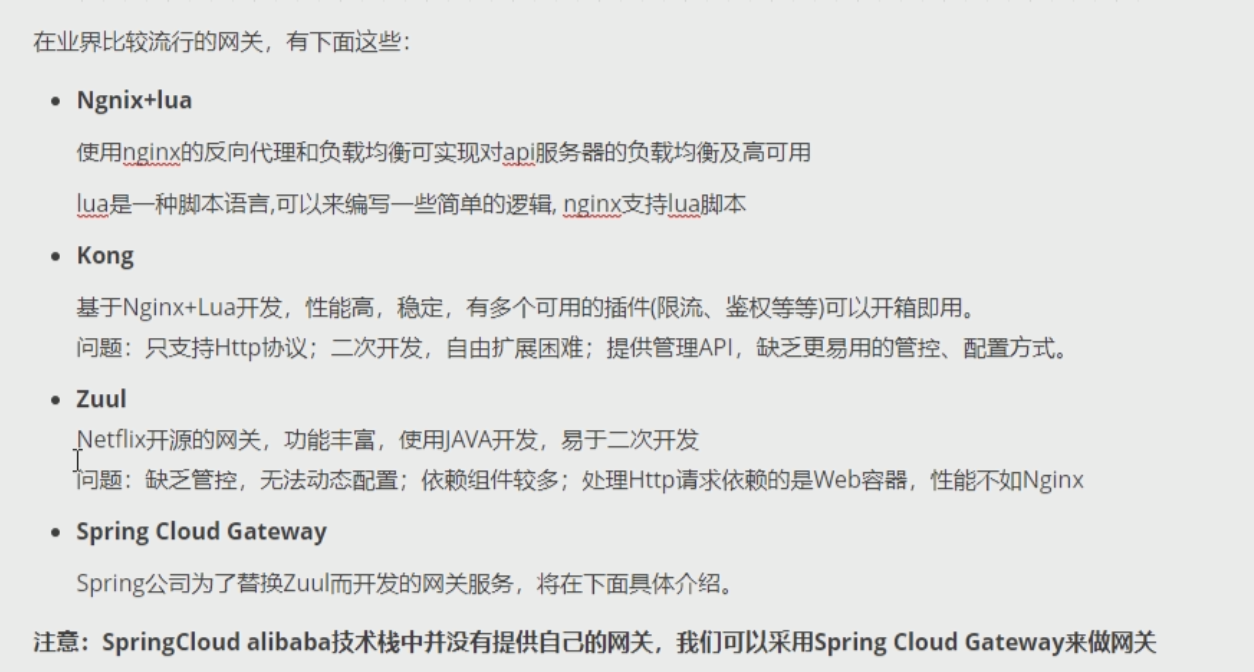 在业界比较流行的网关，有下面这些：
Ngnix+lua
使用nginx的反向代理和负载均衡可实现对api服务器的负载均衡及高可用
lua是一种脚本语言,可以来编写一些简单的逻辑, nginx支持lua脚本
Kong
基于Nginx+Lua开发，性能高，稳定，有多个可用的插件(限流、鉴权等等)可以开箱即用。
问题：只支持Http协议；二次开发，自由扩展困难；提供管理API，缺乏更易用的管控、配置方式。
Zuul
Netflix开源的网关，功能丰富，使用JAVA开发，易于二次开发
问题：缺乏管控，无法动态配置；依赖组件较多；处理Http请求依赖的是Web容器，性能不如Nginx
Spring Cloud Gateway
Spring公司为了替换Zuul而开发的网关服务，将在下面具体介绍。
注意：SpringCloud alibaba技术栈中并没有提供自己的网关，我们可以采用Spring Cloud Gateway来做网关